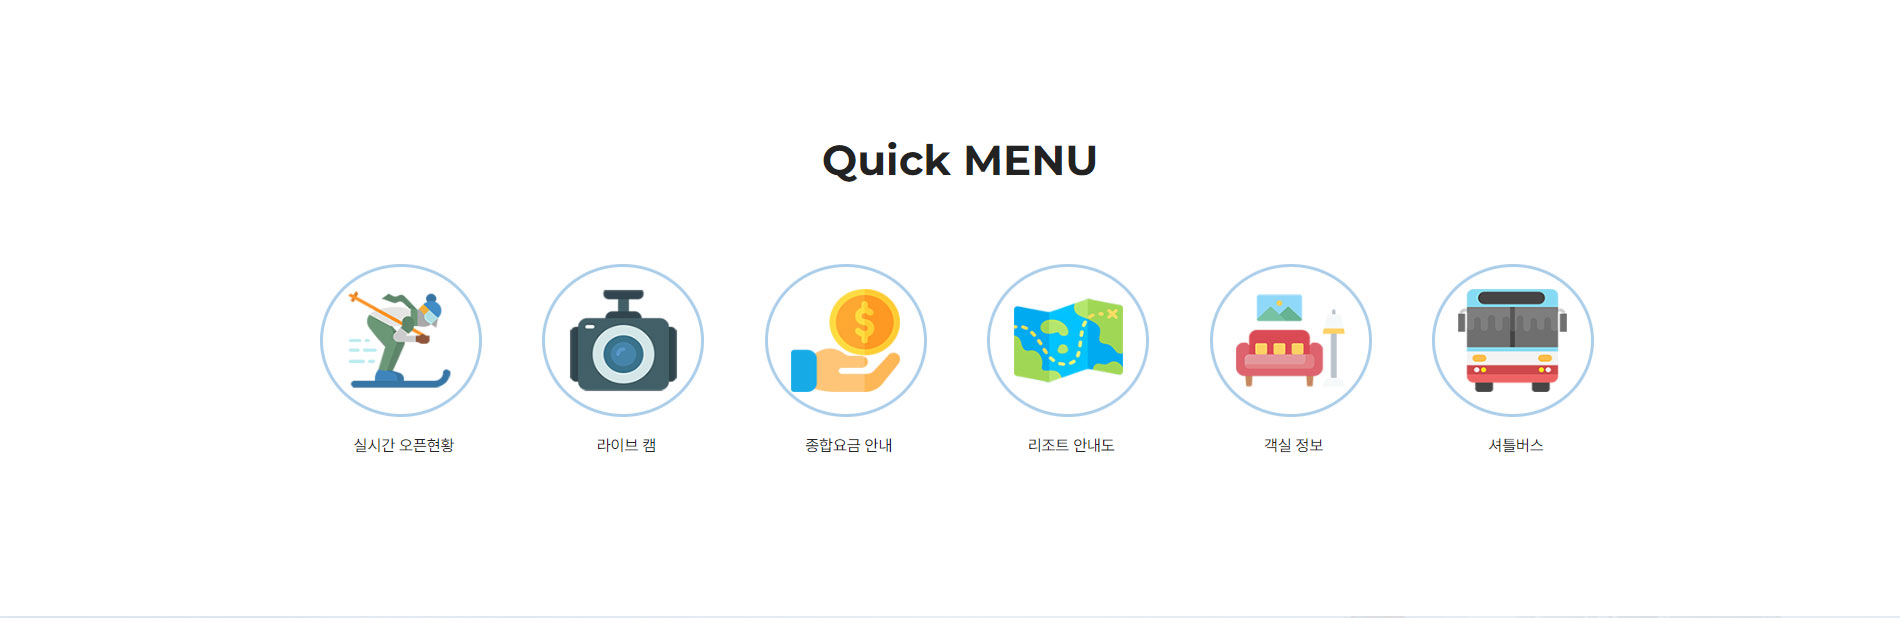 Quick MENU
실시간 오픈현황
라이브 캠
종합요금 안내
리조트 안내도
객실 정보
셔틀버스